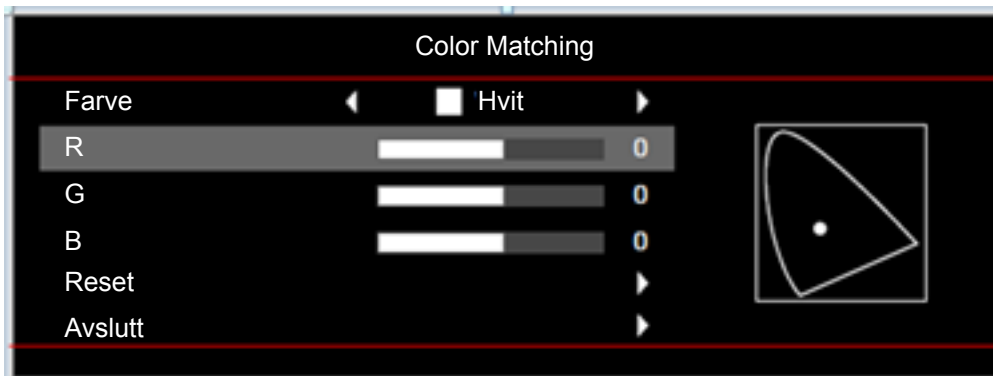 Color Matching
Farve Hvit
R 0
G 0
B 0
Reset
Avslutt